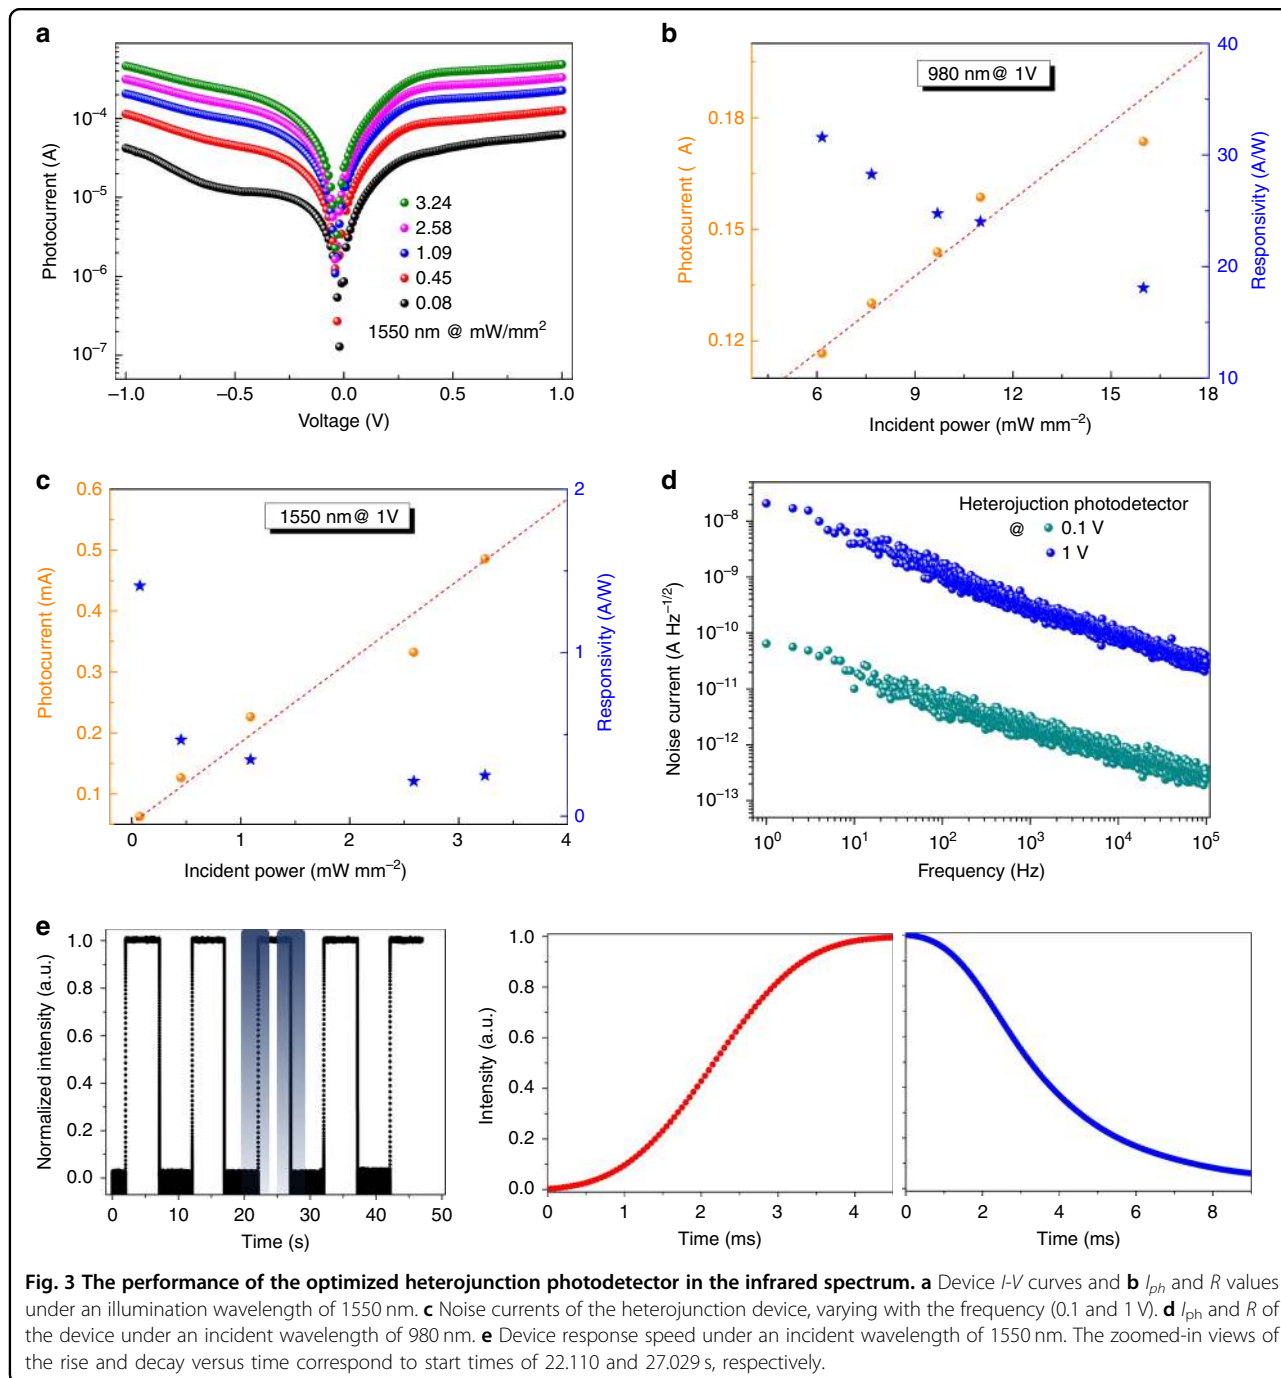 a
Photocurrent (A)
10⁻⁴
10⁻⁵
10⁻⁶
10⁻⁷
3.24
2.58
1.09
0.45
0.08
1550 nm @ mW/mm²
–1.0 –0.5 0.0 0.5 1.0
Voltage (V)
b
Photocurrent ( A)
0.18
0.15
0.12
980 nm@ 1V
40
30
20
10
Responsivity (A/W)
6 9 12 15 18
Incident power (mW mm⁻²)
c
Photocurrent (mA)
0.6
0.5
0.4
0.3
0.2
0.1
1550 nm@ 1V
2
1
0
Responsivity (A/W)
0 1 2 3 4
Incident power (mW mm⁻²)
d
Noise current (A Hz⁻¹/²)
10⁻⁸
10⁻⁹
10⁻¹⁰
10⁻¹¹
10⁻¹²
10⁻¹³
Heterojuction photodetector
@ 0.1 V
1 V
10⁰ 10¹ 10² 10³ 10⁴ 10⁵
Frequency (Hz)
e
Normalized intensity (a.u.)
1.0
0.8
0.6
0.4
0.2
0.0
0 10 20 30 40 50
Time (s)
Intensity (a.u.)
1.0
0.8
0.6
0.4
0.2
0.0
0 1 2 3 4
Time (ms)
0 2 4 6 8
Time (ms)
Fig. 3 The performance of the optimized heterojunction photodetector in the infrared spectrum. a Device I-V curves and b Iph and R values
under an illumination wavelength of 1550 nm. c Noise currents of the heterojunction device, varying with the frequency (0.1 and 1 V). d Iph and R of
the device under an incident wavelength of 980 nm. e Device response speed under an incident wavelength of 1550 nm. The zoomed-in views of
the rise and decay versus time correspond to start times of 22.110 and 27.029 s, respectively.